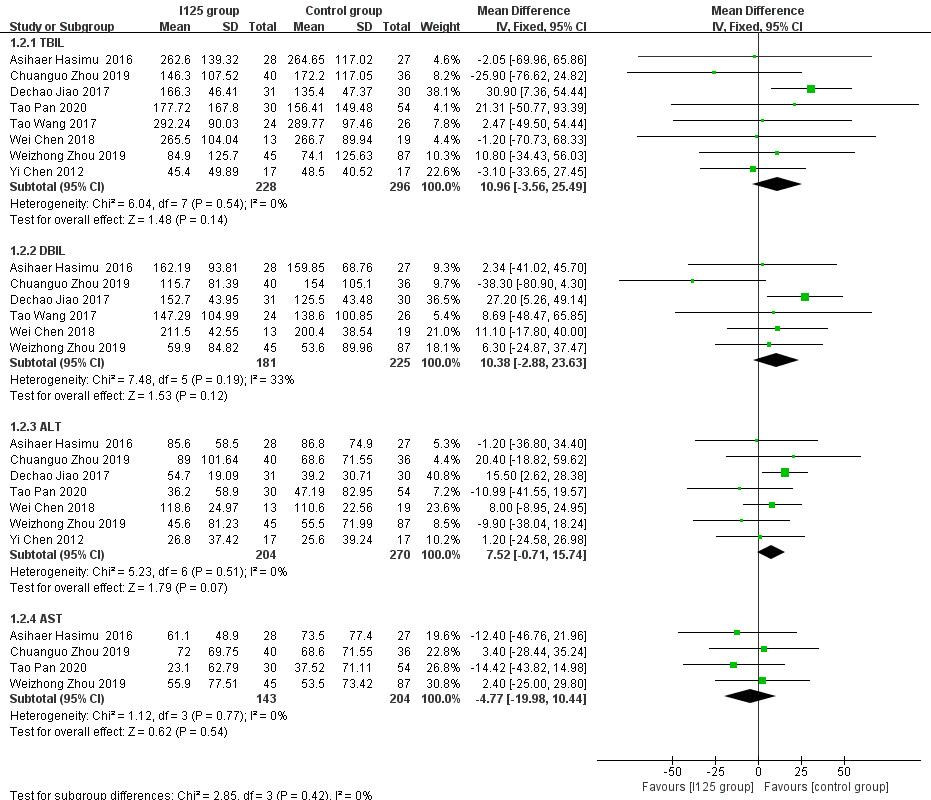 I125 group Control group Mean Difference Mean Difference
Study or Subgroup Mean SD Total Mean SD Total Weight IV, Fixed, 95% CI IV, Fixed, 95% CI
1.2.1 TBIL
Asihaer Hasimu 2016 262.6 139.32 28 264.65 117.02 27 4.6% -2.05 [-69.96, 65.86]
Chuanguo Zhou 2019 146.3 107.52 40 172.2 117.05 36 8.2% -25.90 [-76.62, 24.82]
Dechao Jiao 2017 166.3 46.41 31 135.4 47.37 30 38.1% 30.90 [7.36, 54.44]
Tao Pan 2020 177.72 167.8 30 156.41 149.48 54 4.1% 21.31 [-50.77, 93.39]
Tao Wang 2017 292.24 90.03 24 289.77 97.46 26 7.8% 2.47 [-49.50, 54.44]
Wei Chen 2018 265.5 104.04 13 266.7 89.94 19 4.4% -1.20 [-70.73, 68.33]
Weizhong Zhou 2019 84.9 125.7 45 74.1 125.63 87 10.3% 10.80 [-34.43, 56.03]
Yi Chen 2012 45.4 49.89 17 48.5 40.52 17 22.6% -3.10 [-33.65, 27.45]
Subtotal (95% CI) 228 296 100.0% 10.96 [-3.56, 25.49]
Heterogeneity: Chi² = 6.04, df = 7 (P = 0.54); I² = 0%
Test for overall effect: Z = 1.48 (P = 0.14)
1.2.2 DBIL
Asihaer Hasimu 2016 162.19 93.81 28 159.85 68.76 27 9.3% 2.34 [-41.02, 45.70]
Chuanguo Zhou 2019 115.7 81.39 40 154 105.1 36 9.7% -38.30 [-80.90, 4.30]
Dechao Jiao 2017 152.7 43.95 31 125.5 43.48 30 36.5% 27.20 [5.26, 49.14]
Tao Wang 2017 147.29 104.99 24 138.6 100.85 26 5.4% 8.69 [-48.47, 65.85]
Wei Chen 2018 211.5 42.55 13 200.4 38.54 19 21.0% 11.10 [-17.80, 40.00]
Weizhong Zhou 2019 59.9 84.82 45 53.6 89.96 87 18.1% 6.30 [-24.87, 37.47]
Subtotal (95% CI) 181 225 100.0% 10.38 [-2.88, 23.63]
Heterogeneity: Chi² = 7.48, df = 5 (P = 0.19); I² = 33%
Test for overall effect: Z = 1.53 (P = 0.12)
1.2.3 ALT
Asihaer Hasimu 2016 85.6 58.5 28 86.8 74.9 27 5.3% -1.20 [-36.80, 34.40]
Chuanguo Zhou 2019 89 101.64 40 68.6 71.55 36 4.4% 20.40 [-18.82, 59.62]
Dechao Jiao 2017 54.7 19.09 31 39.2 30.71 30 40.8% 15.50 [2.62, 28.38]
Tao Pan 2020 36.2 58.9 30 47.19 82.95 54 7.2% -10.99 [-41.55, 19.57]
Wei Chen 2018 118.6 24.97 13 110.6 22.56 19 23.6% 8.00 [-8.95, 24.95]
Weizhong Zhou 2019 45.6 81.23 45 55.5 71.99 87 8.5% -9.90 [-38.04, 18.24]
Yi Chen 2012 26.8 37.42 17 25.6 39.24 17 10.2% 1.20 [-24.58, 26.98]
Subtotal (95% CI) 204 270 100.0% 7.52 [-0.71, 15.74]
Heterogeneity: Chi² = 5.23, df = 6 (P = 0.51); I² = 0%
Test for overall effect: Z = 1.79 (P = 0.07)
1.2.4 AST
Asihaer Hasimu 2016 61.1 48.9 28 73.5 77.4 27 19.6% -12.40 [-46.76, 21.96]
Chuanguo Zhou 2019 72 69.75 40 68.6 71.55 36 22.8% 3.40 [-28.44, 35.24]
Tao Pan 2020 23.1 62.79 30 37.52 71.11 54 26.8% -14.42 [-43.82, 14.98]
Weizhong Zhou 2019 55.9 77.51 45 53.5 73.42 87 30.8% 2.40 [-25.00, 29.80]
Subtotal (95% CI) 143 204 100.0% -4.77 [-19.98, 10.44]
Heterogeneity: Chi² = 1.12, df = 3 (P = 0.77); I² = 0%
Test for overall effect: Z = 0.62 (P = 0.54)
-50 -25 0 25 50
Favours [I125 group] Favours [control group]
Test for subgroup differences: Chi² = 2.85, df = 3 (P = 0.42), I² = 0%